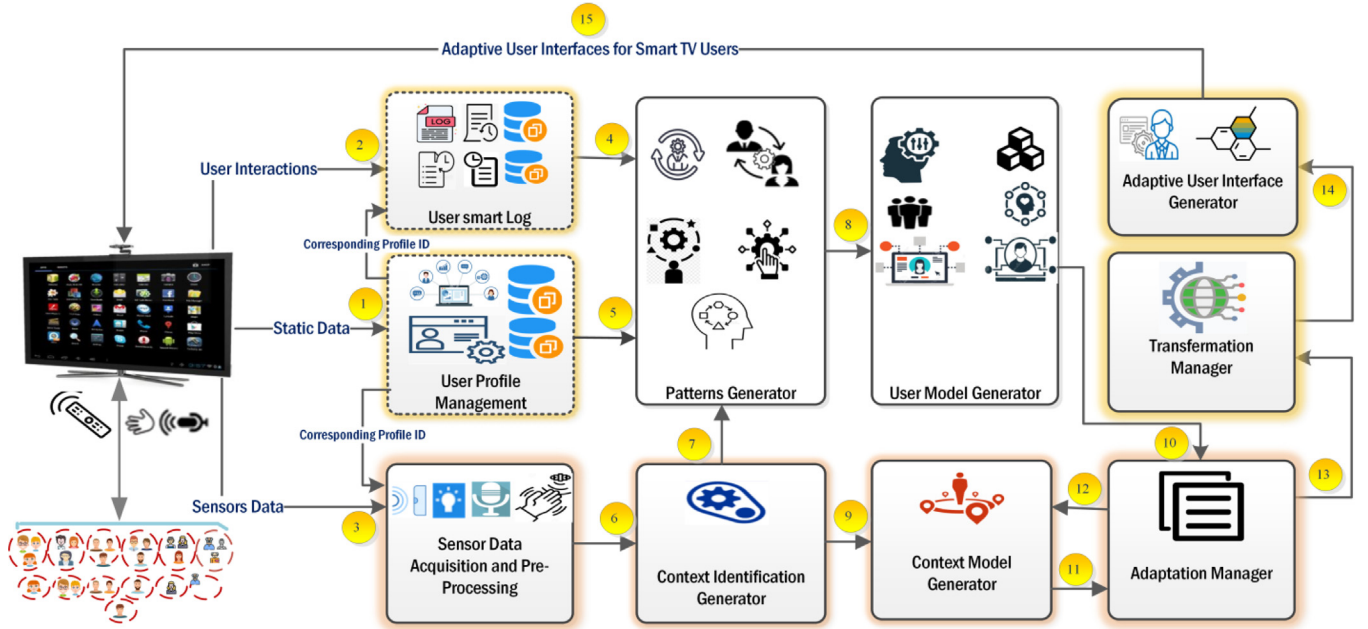 15
Adaptive User Interfaces for Smart TV Users
2
LOG
4
User Interactions
User smart Log
8
Adaptive User Interface
Generator
14
Corresponding Profile ID
1
Static Data
5
User Profile
Management
Patterns Generator
User Model Generator
Transformation
Manager
Corresponding Profile ID
7
10
13
Sensors Data
3
6
9
12
11
Sensor Data
Acquisition and Pre-
Processing
Context Identification
Generator
Context Model
Generator
Adaptation Manager